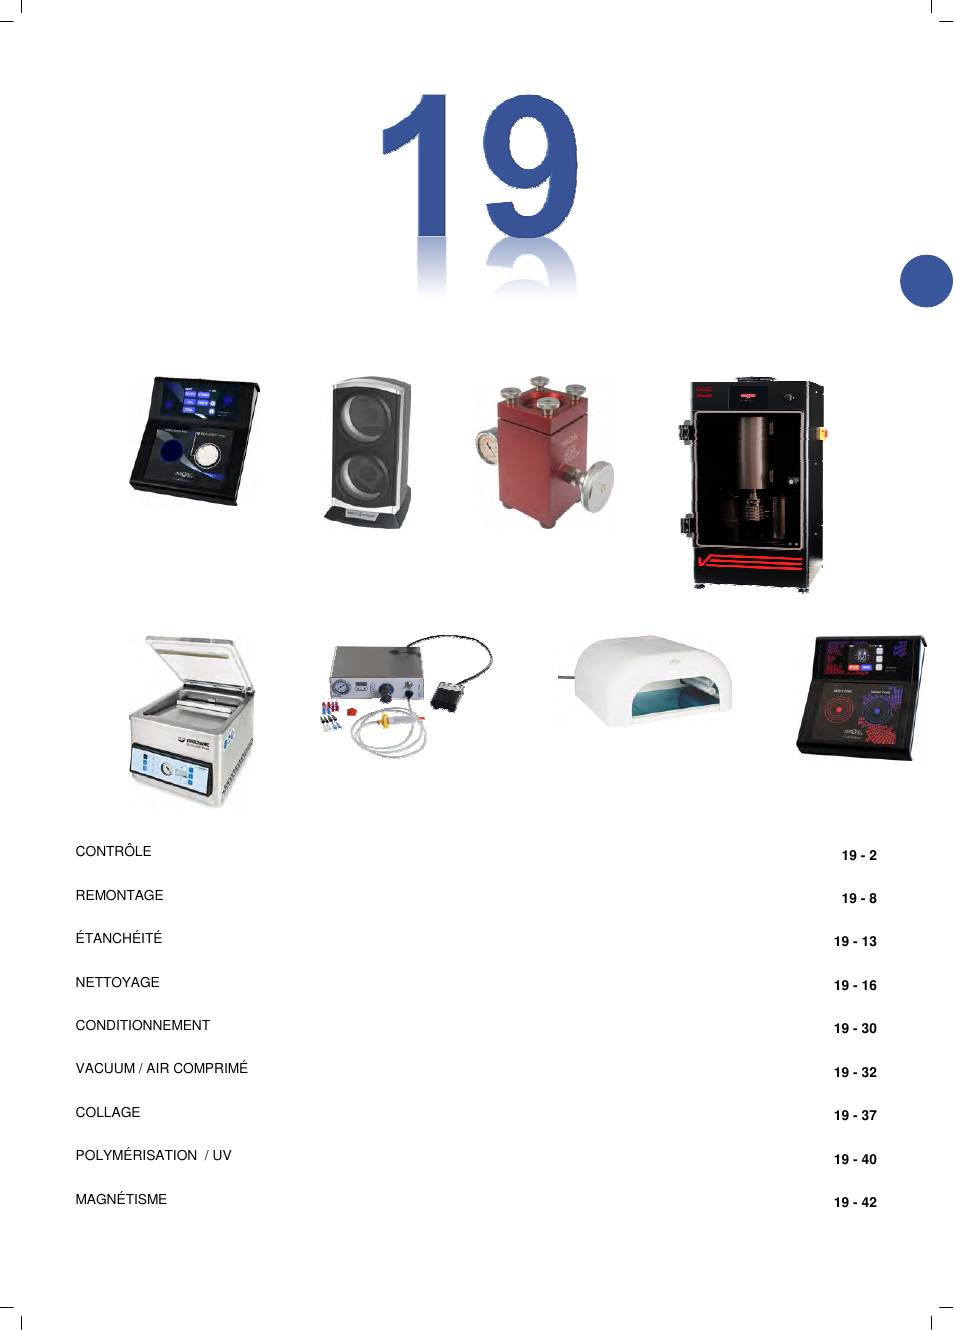 19
CONTRÔLE 19 - 2
REMONTAGE 19 - 8
ÉTANCHÉITÉ 19 - 13
NETTOYAGE 19 - 16
CONDITIONNEMENT 19 - 30
VACUUM / AIR COMPRIMÉ 19 - 32
COLLAGE 19 - 37
POLYMÉRISATION / UV 19 - 40
MAGNÉTISME 19 - 42